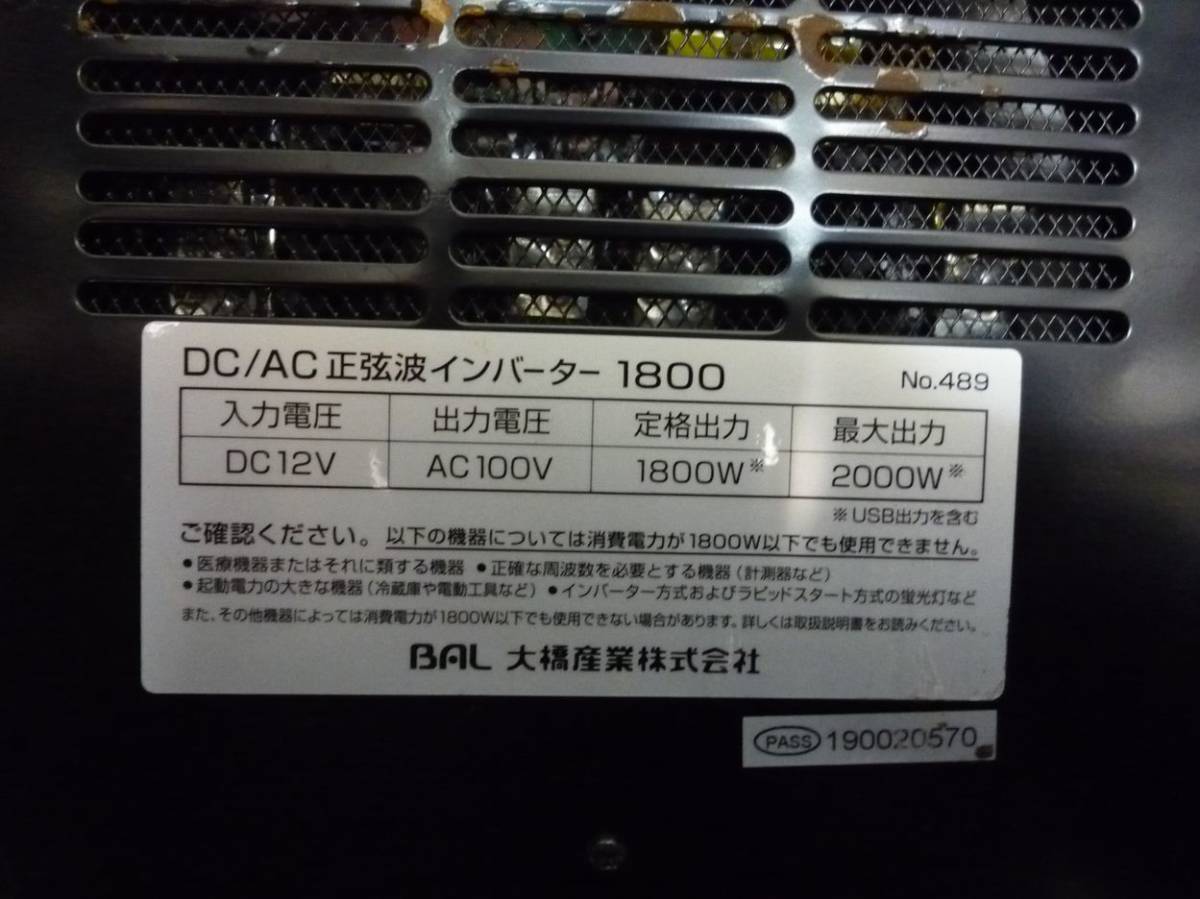 DC/AC 正弦波インバーター 1800 No.489
入力電圧 出力電圧 定格出力 最大出力
DC12V AC100V 1800W※ 2000W※
※USB出力を含む
ご確認ください。以下の機器については消費電力が1800W以下でも使用できません。
●医療機器またはそれに類する機器 ●正確な周波数を必要とする機器(計測器など)
●起動電力の大きな機器(冷蔵庫や電動工具など) ●インバーター方式およびラピッドスタート方式の蛍光灯など
また、その他機器によっては消費電力が1800W以下でも使用できない場合があります。詳しくは取扱説明書をお読みください。
BAL 大橋産業株式会社
PASS 190020570